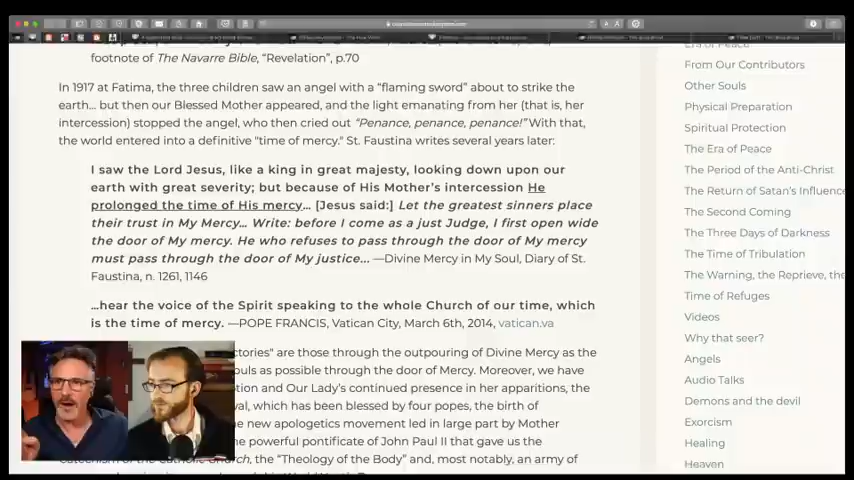 footnote of The Navarre Bible, “Revelation”, p.70
In 1917 at Fatima, the three children saw an angel with a “flaming sword” about to strike the
earth... but then our Blessed Mother appeared, and the light emanating from her (that is, her
intercession) stopped the angel, who then cried out “Penance, penance, penance!” With that,
the world entered into a definitive "time of mercy." St. Faustina writes several years later:
I saw the Lord Jesus, like a king in great majesty, looking down upon our
earth with great severity; but because of His Mother’s intercession He
prolonged the time of His mercy... [Jesus said:] Let the greatest sinners place
their trust in My Mercy... Write: before I come as a just Judge, I first open wide
the door of My mercy. He who refuses to pass through the door of My mercy
must pass through the door of My justice... —Divine Mercy in My Soul, Diary of St.
Faustina, n. 1261, 1146
...hear the voice of the Spirit speaking to the whole Church of our time, which
is the time of mercy. —POPE FRANCIS, Vatican City, March 6th, 2014, vatican.va
ctories" are those through the outpouring of Divine Mercy as the
ouls as possible through the door of Mercy. Moreover, we have
ption and Our Lady’s continued presence in her apparitions, the
val, which has been blessed by four popes, the birth of
he new apologetics movement led in large part by Mother
he powerful pontificate of John Paul II that gave us the
Catechism of the Catholic Church, the “Theology of the Body” and, most notably, an army of
From Our Contributors
Other Souls
Physical Preparation
Spiritual Protection
The Era of Peace
The Period of the Anti-Christ
The Return of Satan's Influence
The Second Coming
The Three Days of Darkness
The Time of Tribulation
The Warning, the Reprieve, the
Time of Refuges
Videos
Why that seer?
Angels
Audio Talks
Demons and the devil
Exorcism
Healing
Heaven